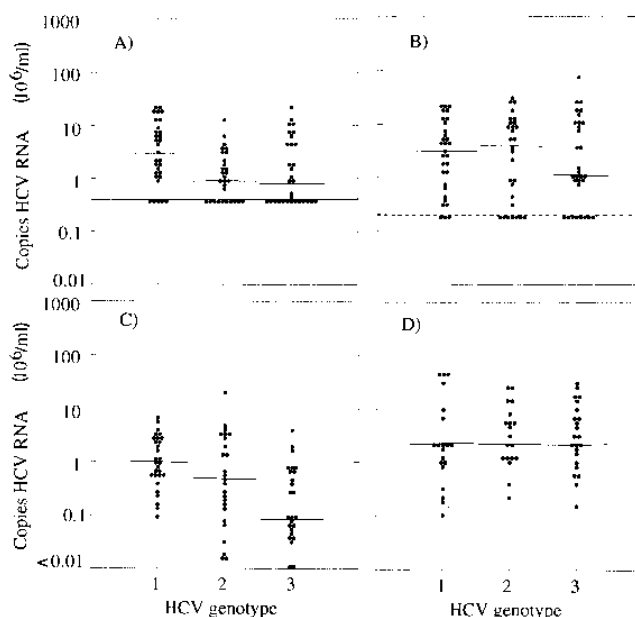 1000
A)
B)
100
10
1
0.1
0.01
Copies HCV RNA (10⁶/ml)
1000
C)
D)
100
10
1
0.1
<0.01
Copies HCV RNA (10⁶/ml)
1 2 3 1 2 3
HCV genotype HCV genotype